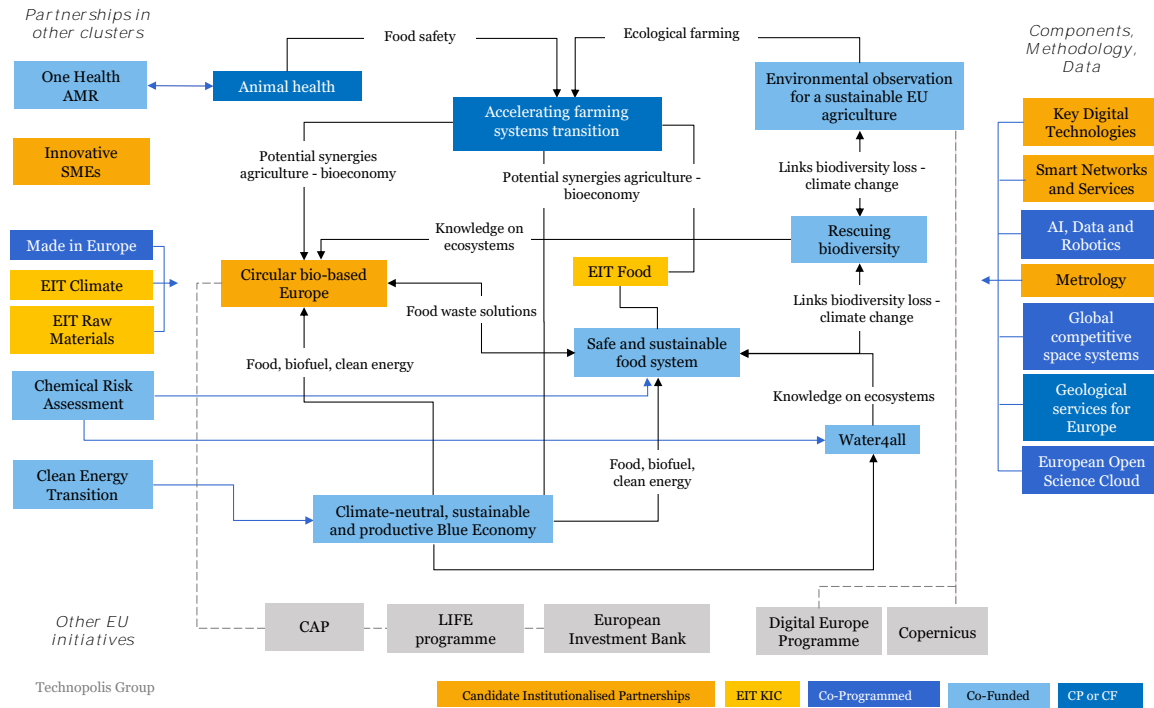 Partnerships in
other clusters
Food safety
Ecological farming
Components,
Methodology,
Data
One Health
AMR
Animal health
Environmental observation
for a sustainable EU
agriculture
Accelerating farming
systems transition
Key Digital
Technologies
Innovative
SMEs
Potential synergies
agriculture - bioeconomy
Potential synergies agriculture -
bioeconomy
Links biodiversity loss -
climate change
Smart Networks
and Services
Made in Europe
Knowledge on
ecosystems
Rescuing
biodiversity
AI, Data and
Robotics
EIT Climate
Circular bio-based
Europe
EIT Food
Metrology
EIT Raw
Materials
Food waste solutions
Links biodiversity loss -
climate change
Global
competitive
space systems
Safe and sustainable
food system
Food, biofuel, clean energy
Chemical Risk
Assessment
Knowledge on ecosystems
Geological
services for
Europe
Water4all
Clean Energy
Transition
Food, biofuel,
clean energy
European Open
Science Cloud
Climate-neutral, sustainable
and productive Blue Economy
Other EU
initiatives
CAP
LIFE
programme
European
Investment Bank
Digital Europe
Programme
Copernicus
Technopolis Group
Candidate Institutionalised Partnerships
EIT KIC
Co-Programmed
Co-Funded
CP or CF